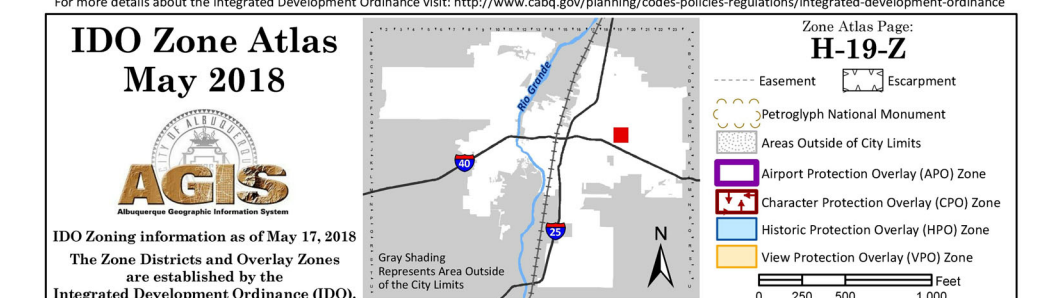 For more details about the Integrated Development Ordinance visit: http://www.cabq.gov/planning/codes-policies-regulations/integrated-development-ordinance
IDO Zone Atlas
May 2018
CITY OF ALBUQUERQUE
AGIS
Albuquerque Geographic Information System
IDO Zoning information as of May 17, 2018
The Zone Districts and Overlay Zones
are established by the
Integrated Development Ordinance (IDO).
Rio Grande
40
25
N
Gray Shading
Represents Area Outside
of the City Limits
Zone Atlas Page:
H-19-Z
Easement
Escarpment
Petroglyph National Monument
Areas Outside of City Limits
Airport Protection Overlay (APO) Zone
Character Protection Overlay (CPO) Zone
Historic Protection Overlay (HPO) Zone
View Protection Overlay (VPO) Zone
Feet
0 250 500 1,000